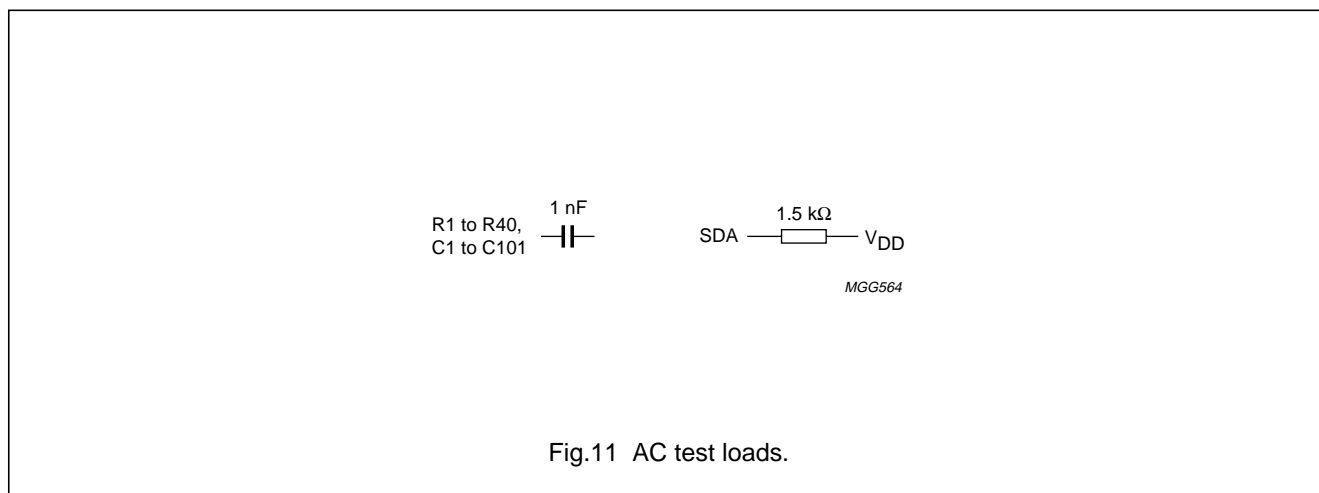 R1 to R40,
C1 to C101
1 nF
SDA
1.5 kΩ
VDD
MGG564
Fig.11 AC test loads.